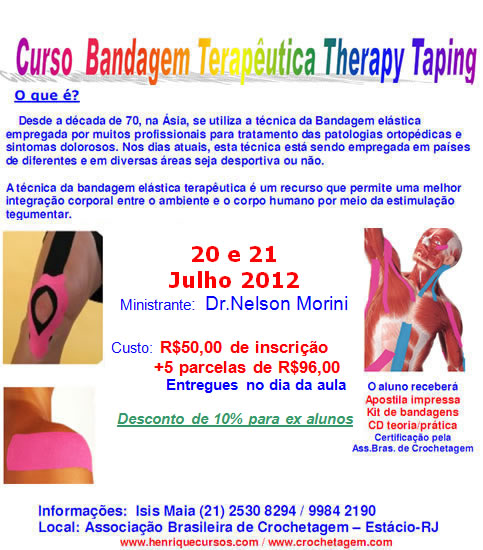 Curso Bandagem Terapêutica Therapy Taping
O que é?
Desde a década de 70, na Ásia, se utiliza a técnica da Bandagem elástica
empregada por muitos profissionais para tratamento das patologias ortopédicas e
sintomas dolorosos. Nos dias atuais, esta técnica está sendo empregada em países
de diferentes e em diversas áreas seja desportiva ou não.
A técnica da bandagem elástica terapêutica é um recurso que permite uma melhor
integração corporal entre o ambiente e o corpo humano por meio da estimulação
tegumentar.
20 e 21
Julho 2012
Ministrante: Dr.Nelson Morini
Custo: R$50,00 de inscrição
+5 parcelas de R$96,00
Entregues no dia da aula
Desconto de 10% para ex alunos
O aluno receberá
Apostila impressa
Kit de bandagens
CD teoria/prática
Certificação pela
Ass.Bras. de Crochetagem
Informações: Isis Maia (21) 2530 8294 / 9984 2190
Local: Associação Brasileira de Crochetagem – Estácio-RJ
www.henriquecursos.com / www.crochetagem.com